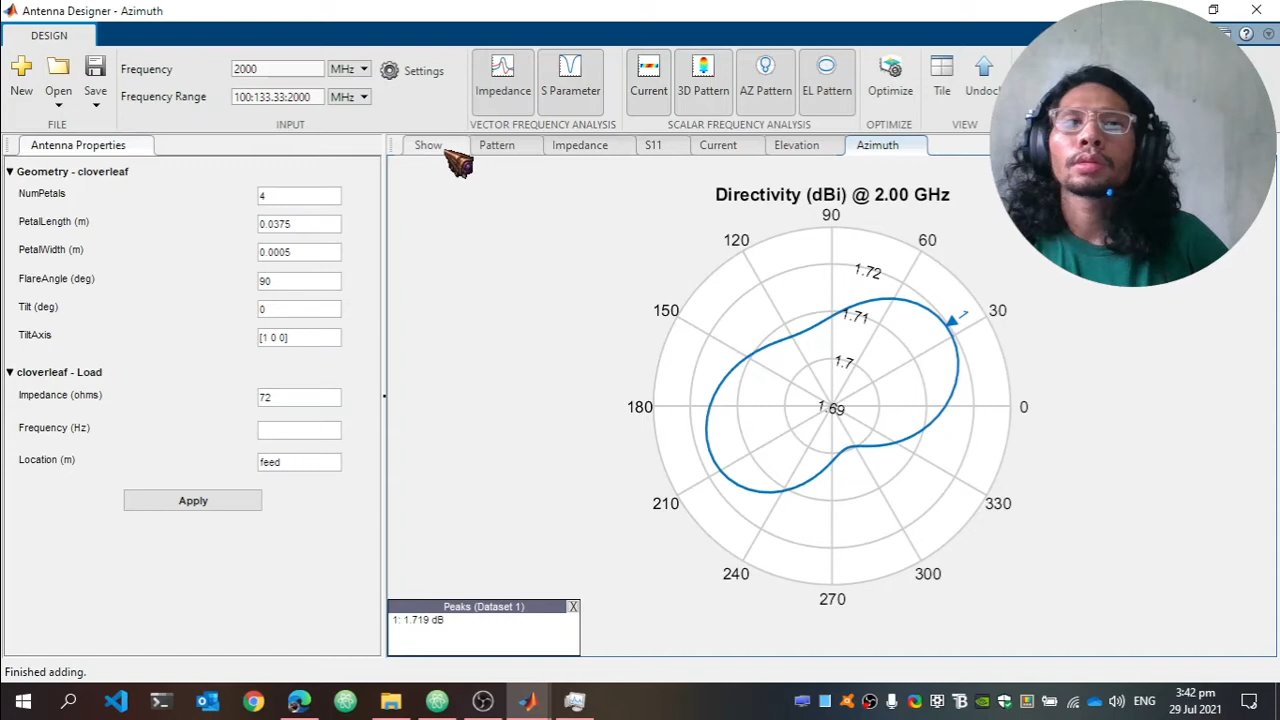 Antenna Designer - Azimuth
DESIGN
New
Open
Save
FILE
Frequency 2000 MHz
Frequency Range 100:133.33:2000 MHz
Settings
INPUT
Impedance
S Parameter
VECTOR FREQUENCY ANALYSIS
Current
3D Pattern
AZ Pattern
EL Pattern
SCALAR FREQUENCY ANALYSIS
Optimize
OPTIMIZE
Tile
VIEW
Antenna Properties
Show
Pattern
Impedance
S11
Current
Elevation
Azimuth
Geometry - cloverleaf
NumPetals 4
PetalLength (m) 0.0375
PetalWidth (m) 0.0005
FlareAngle (deg) 90
Tilt (deg) 0
TiltAxis [1 0 0]
cloverleaf - Load
Impedance (ohms) 72
Frequency (Hz)
Location (m) feed
Apply
Directivity (dBi) @ 2.00 GHz
90
120
60
1.72
150
30
1
1.71
1.7
180
1.69
0
210
330
240
300
270
Peaks (Dataset 1) X
1: 1.719 dB
Finished adding.
ENG
3:42 pm
29 Jul 2021